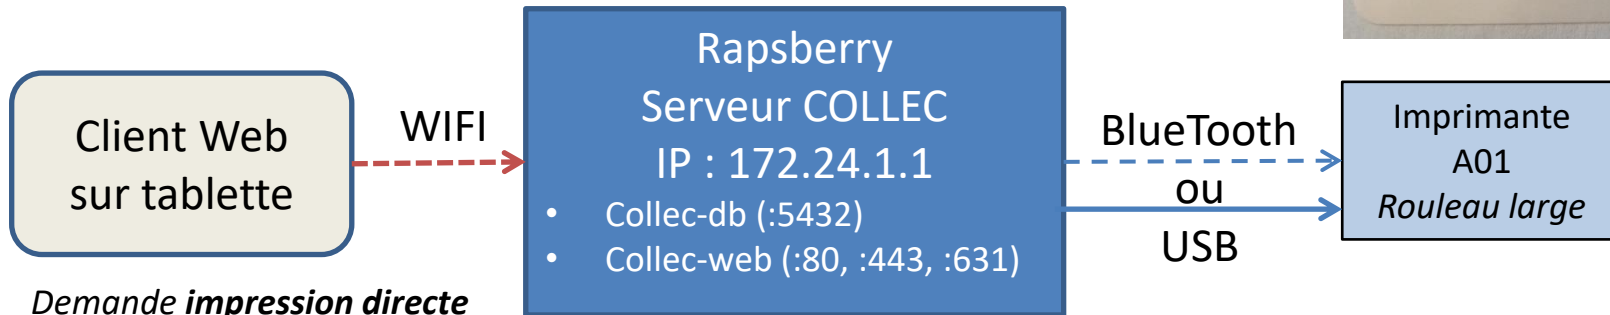 Client Web
sur tablette
WIFI
Rapsberry
Serveur COLLEC
IP : 172.24.1.1
• Collec-db (:5432)
• Collec-web (:80, :443, :631)
BlueTooth
ou
USB
Imprimante
A01
Rouleau large
Demande impression directe